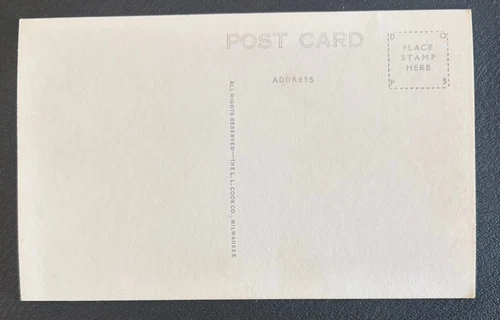 POST CARD
ADDRESS
D O
PLACE
STAMP
HERE
P S
ALL RIGHTS RESERVED—THE L. L. COOK CO., MILWAUKEE